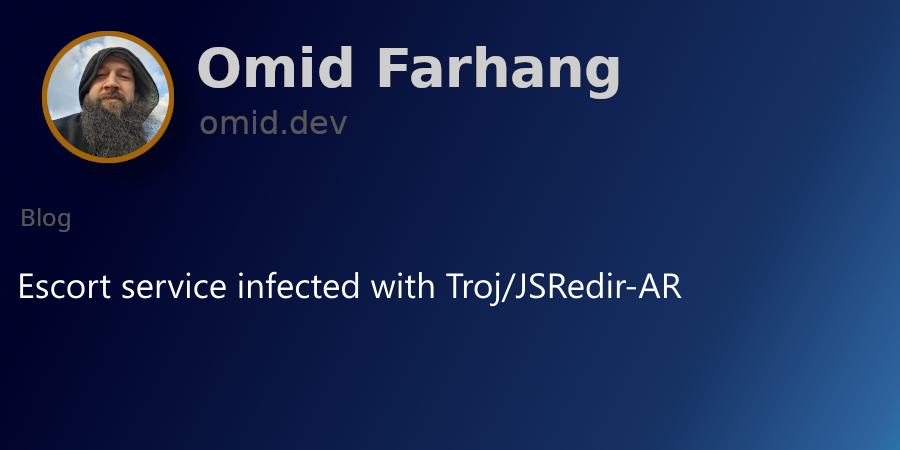 Omid Farhang
omid.dev
Blog
Escort service infected with Troj/JSRedir-AR